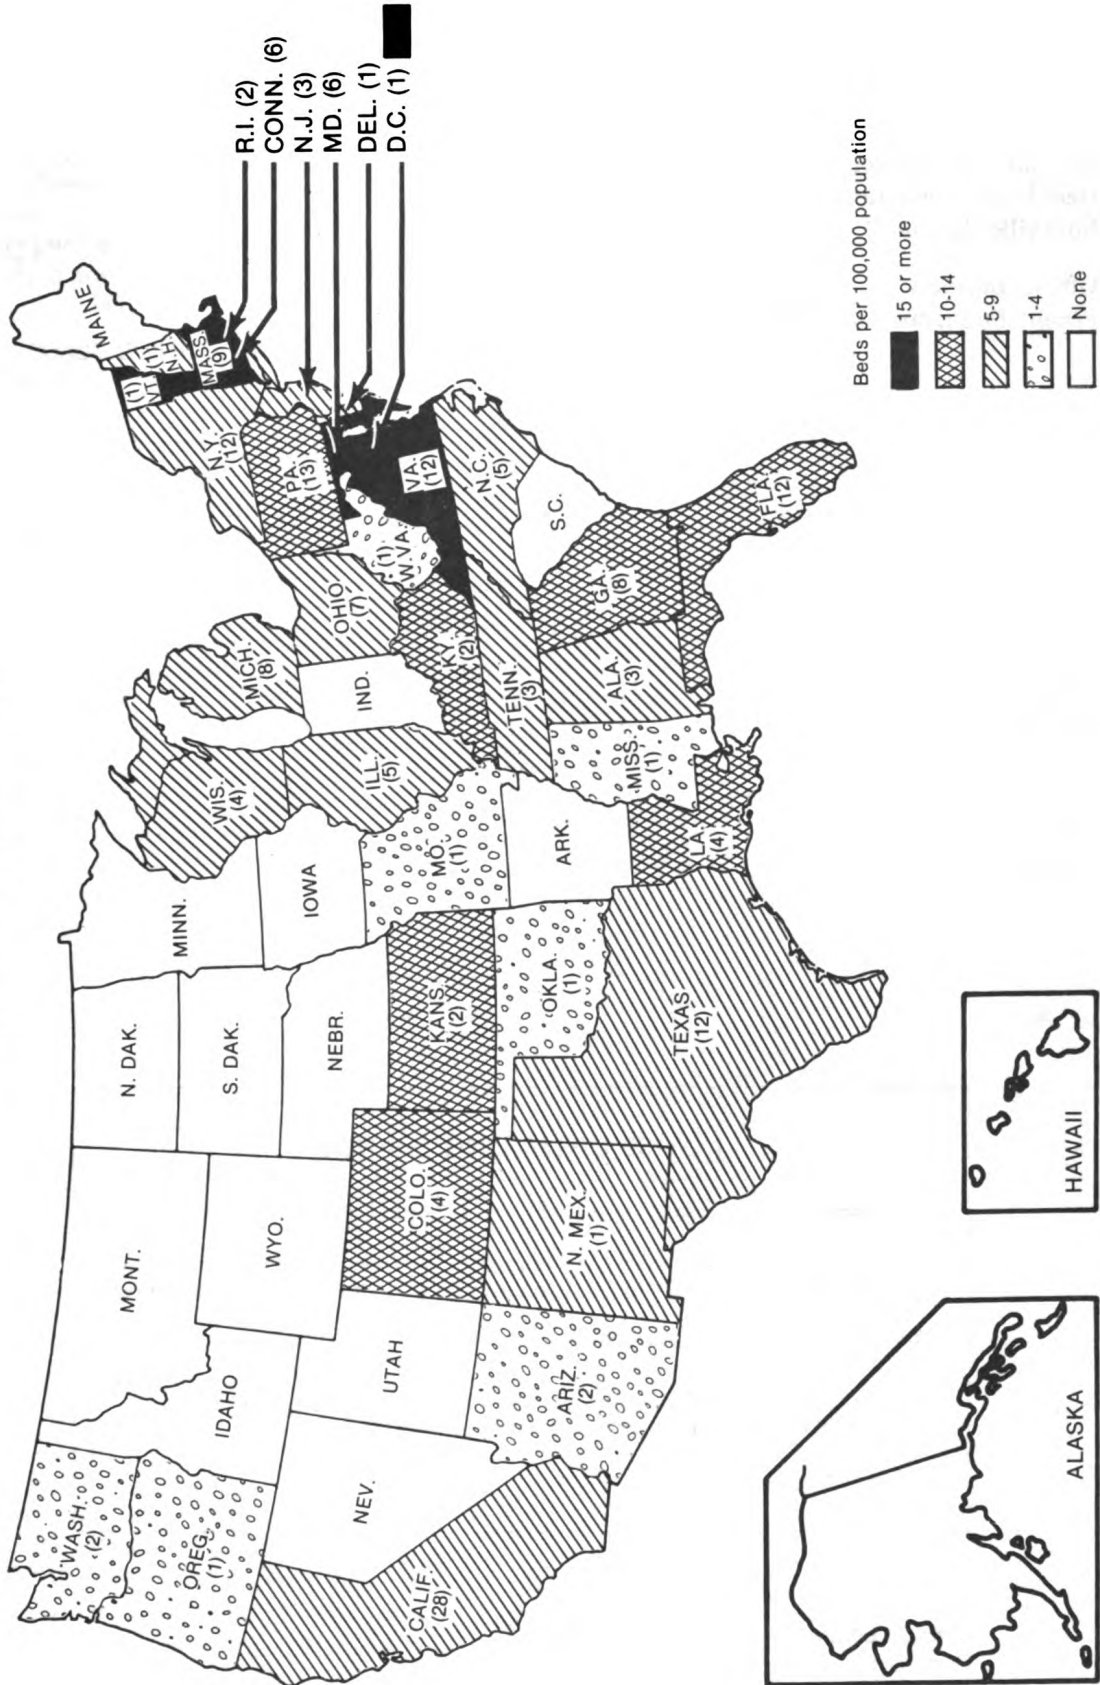 WASH.
(2)
OREG.
(1)
CALIF.
(28)
NEV.
IDAHO
MONT.
WYO.
UTAH
ARIZ.
(2)
COLO.
(4)
N. MEX.
(1)
N. DAK.
S. DAK.
NEBR.
KANS.
(2)
OKLA.
(1)
TEXAS
(12)
MINN.
IOWA
MO.
(1)
ARK.
LA.
(4)
WIS.
(4)
ILL.
(5)
MICH.
(8)
IND.
OHIO
(7)
KY.
(2)
TENN.
(3)
MISS.
(1)
ALA.
(3)
GA.
(8)
FLA.
(12)
S.C.
N.C.
(5)
VA.
(12)
(1)
W.VA.
PA.
(13)
N.Y.
(12)
(1)
VT.
(1)
N.H.
MASS.
(9)
MAINE
R.I. (2)
CONN. (6)
N.J. (3)
MD. (6)
DEL. (1)
D.C. (1)
ALASKA
HAWAII
Beds per 100,000 population
15 or more
10-14
5-9
1-4
None